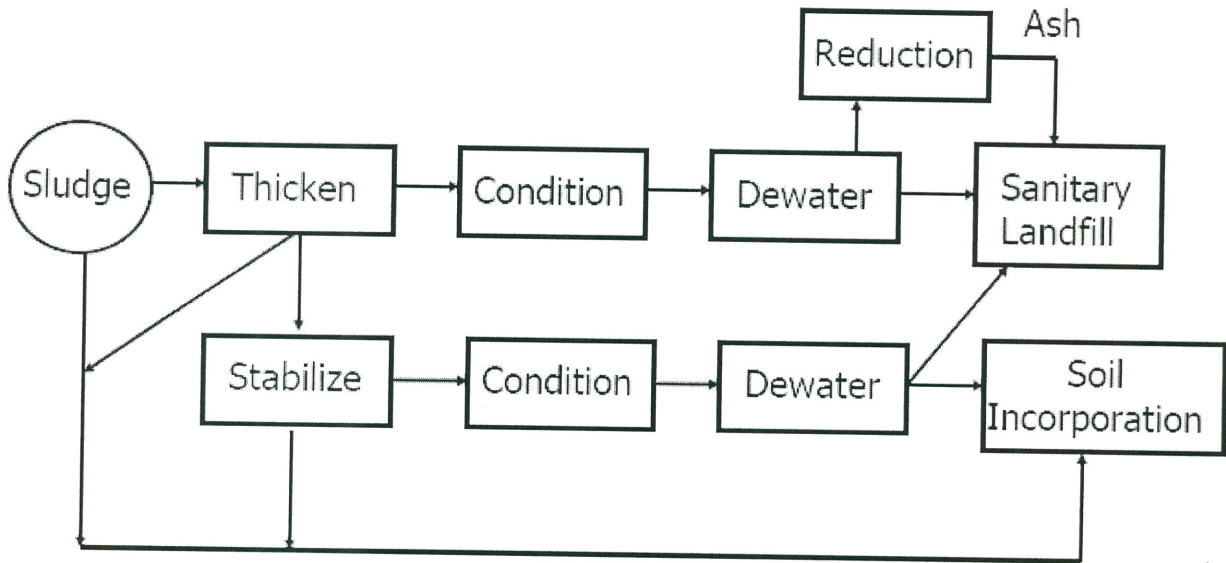 Ash
Reduction
Sludge
Thicken
Condition
Dewater
Sanitary
Landfill
Stabilize
Condition
Dewater
Soil
Incorporation